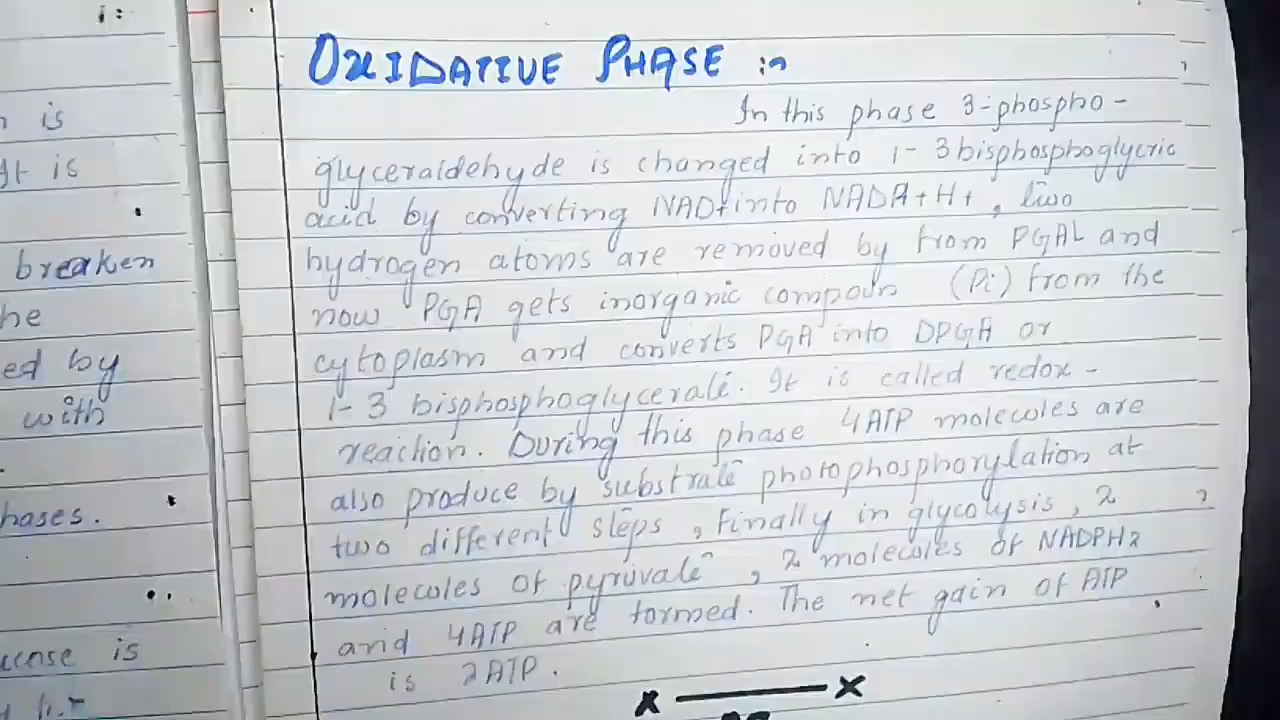 i:
n is
It is
breaken
he
ed by
with
hases.
ucose is
OXIDATIVE PHASE :-
In this phase 3-phospho-
glyceraldehyde is changed into 1-3 bisphosphoglycric
acid by converting NAD+ into NADA+H+, two
hydrogen atoms are removed by from PGAL and
now PGA gets inorganic compoun (Pi) from the
cytoplasm and converts PGA into DPGA or
1-3 bisphosphoglycerate. It is called redox-
reaction. During this phase 4ATP molecules are
also produce by substrate photophosphorylation at
two different steps, Finally in glycolysis, 2
molecules of pyruvate, 2 molecules of NADPH2
and 4ATP are formed. The net gain of ATP
is 2ATP.
x — x